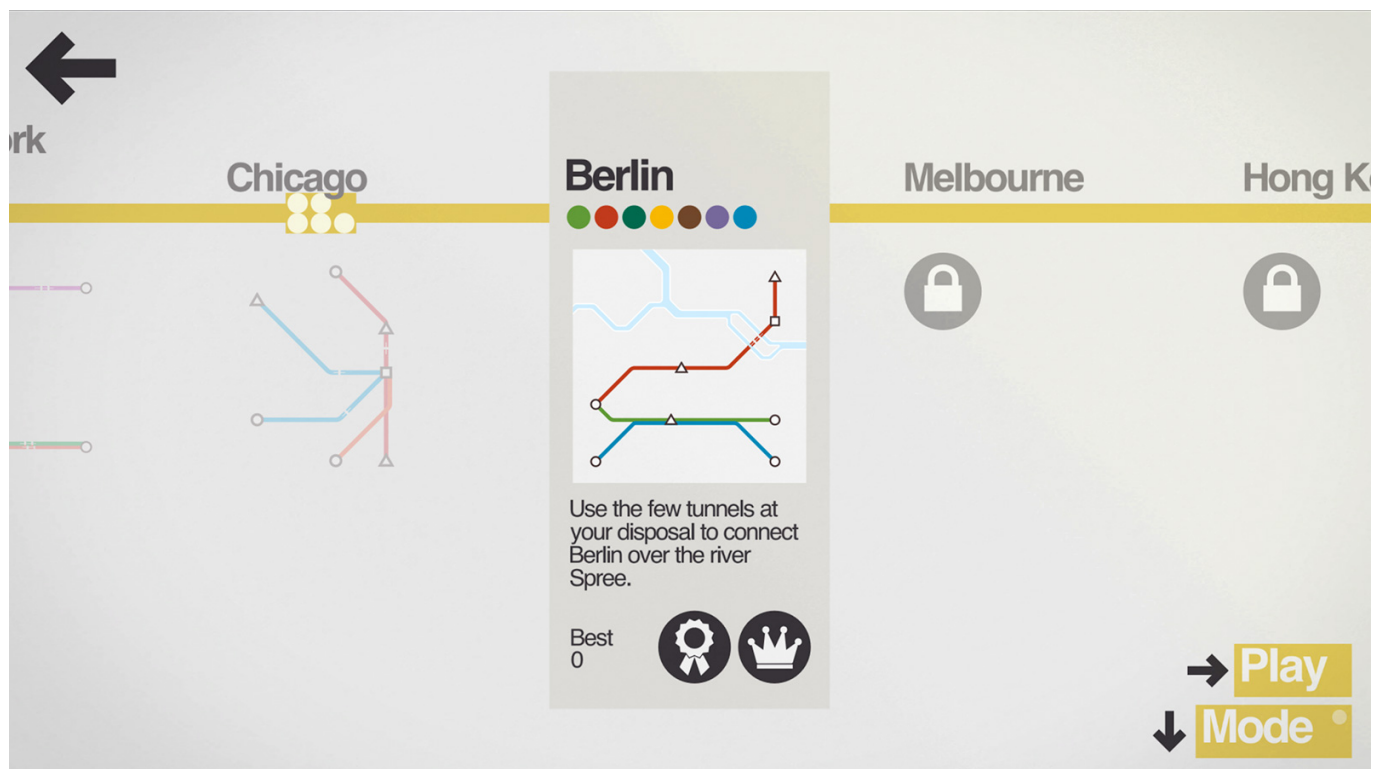 Chicago
Berlin
Melbourne
Use the few tunnels at
your disposal to connect
Berlin over the river
Spree.
Best
0
Play
Mode